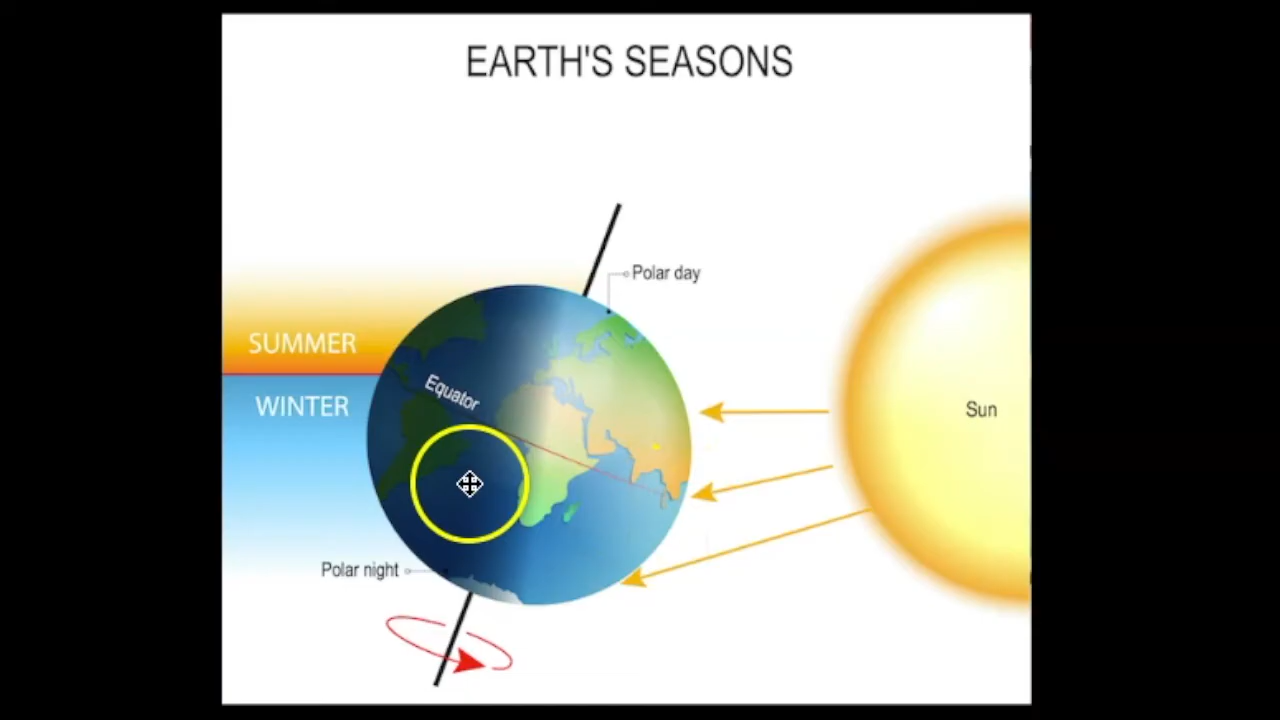 EARTH'S SEASONS
Polar day
SUMMER
WINTER
Equator
Sun
Polar night